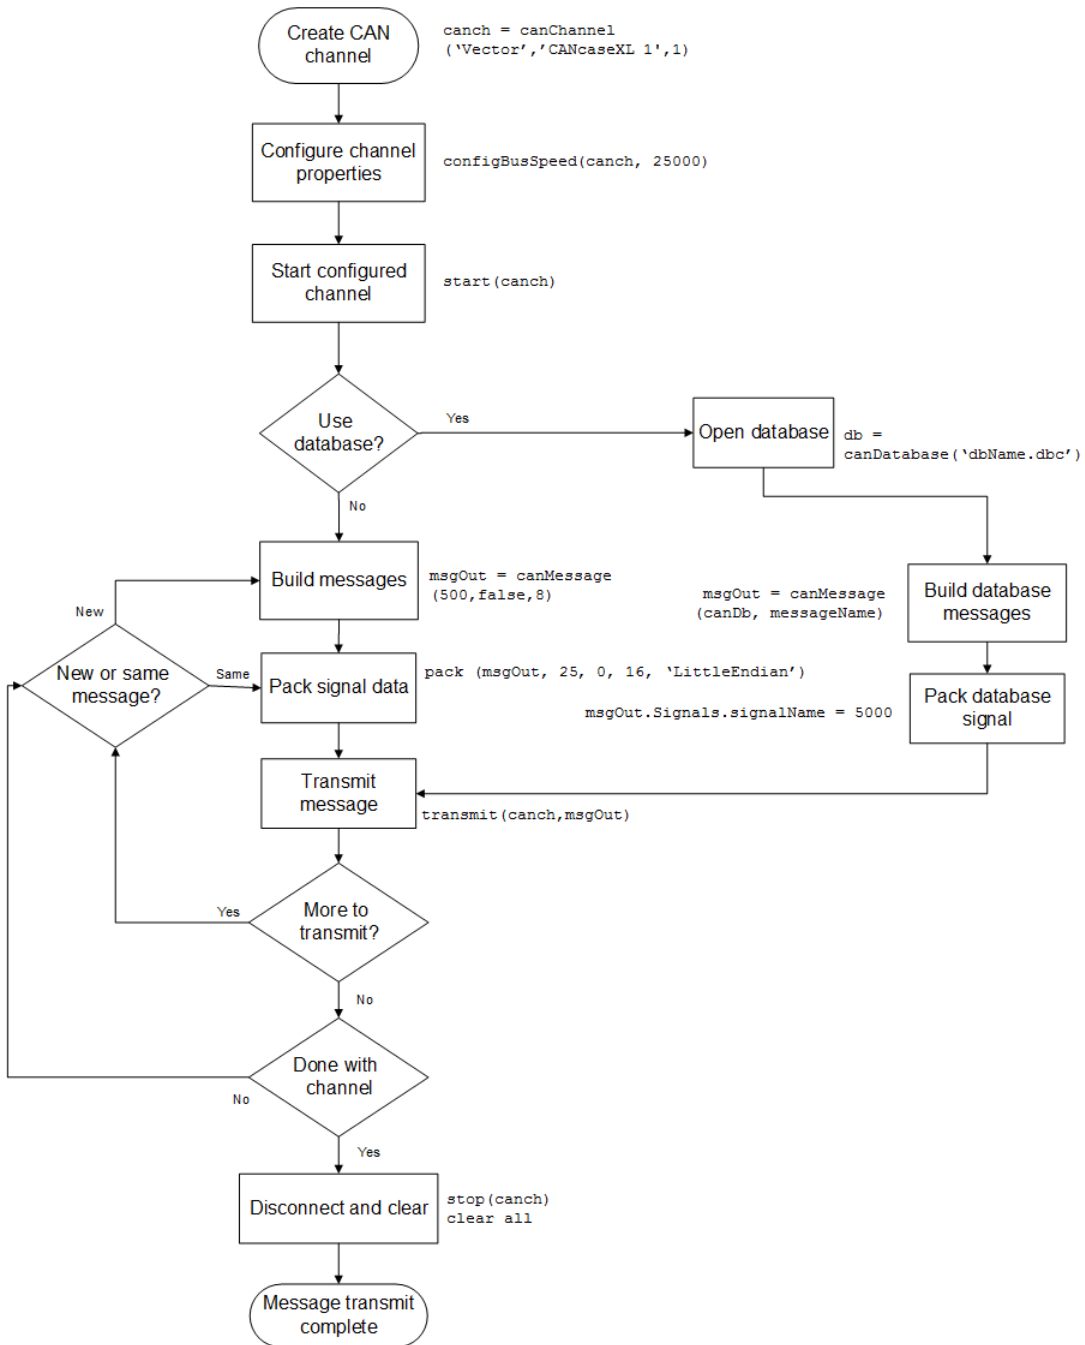 Create CAN
channel
canch = canChannel
(‘Vector’,'CANcaseXL 1',1)
Configure channel
properties
configBusSpeed(canch, 25000)
Start configured
channel
start(canch)
Use
database?
Yes
No
Open database
db =
canDatabase(‘dbName.dbc’)
Build messages
msgOut = canMessage
(500,false,8)
msgOut = canMessage
(canDb, messageName)
Build database
messages
New
New or same
message?
Same
Pack signal data
pack (msgOut, 25, 0, 16, ‘LittleEndian’)
msgOut.Signals.signalName = 5000
Pack database
signal
Transmit
message
transmit(canch,msgOut)
Yes
More to
transmit?
No
Done with
channel
No
Yes
Disconnect and clear
stop(canch)
clear all
Message transmit
complete